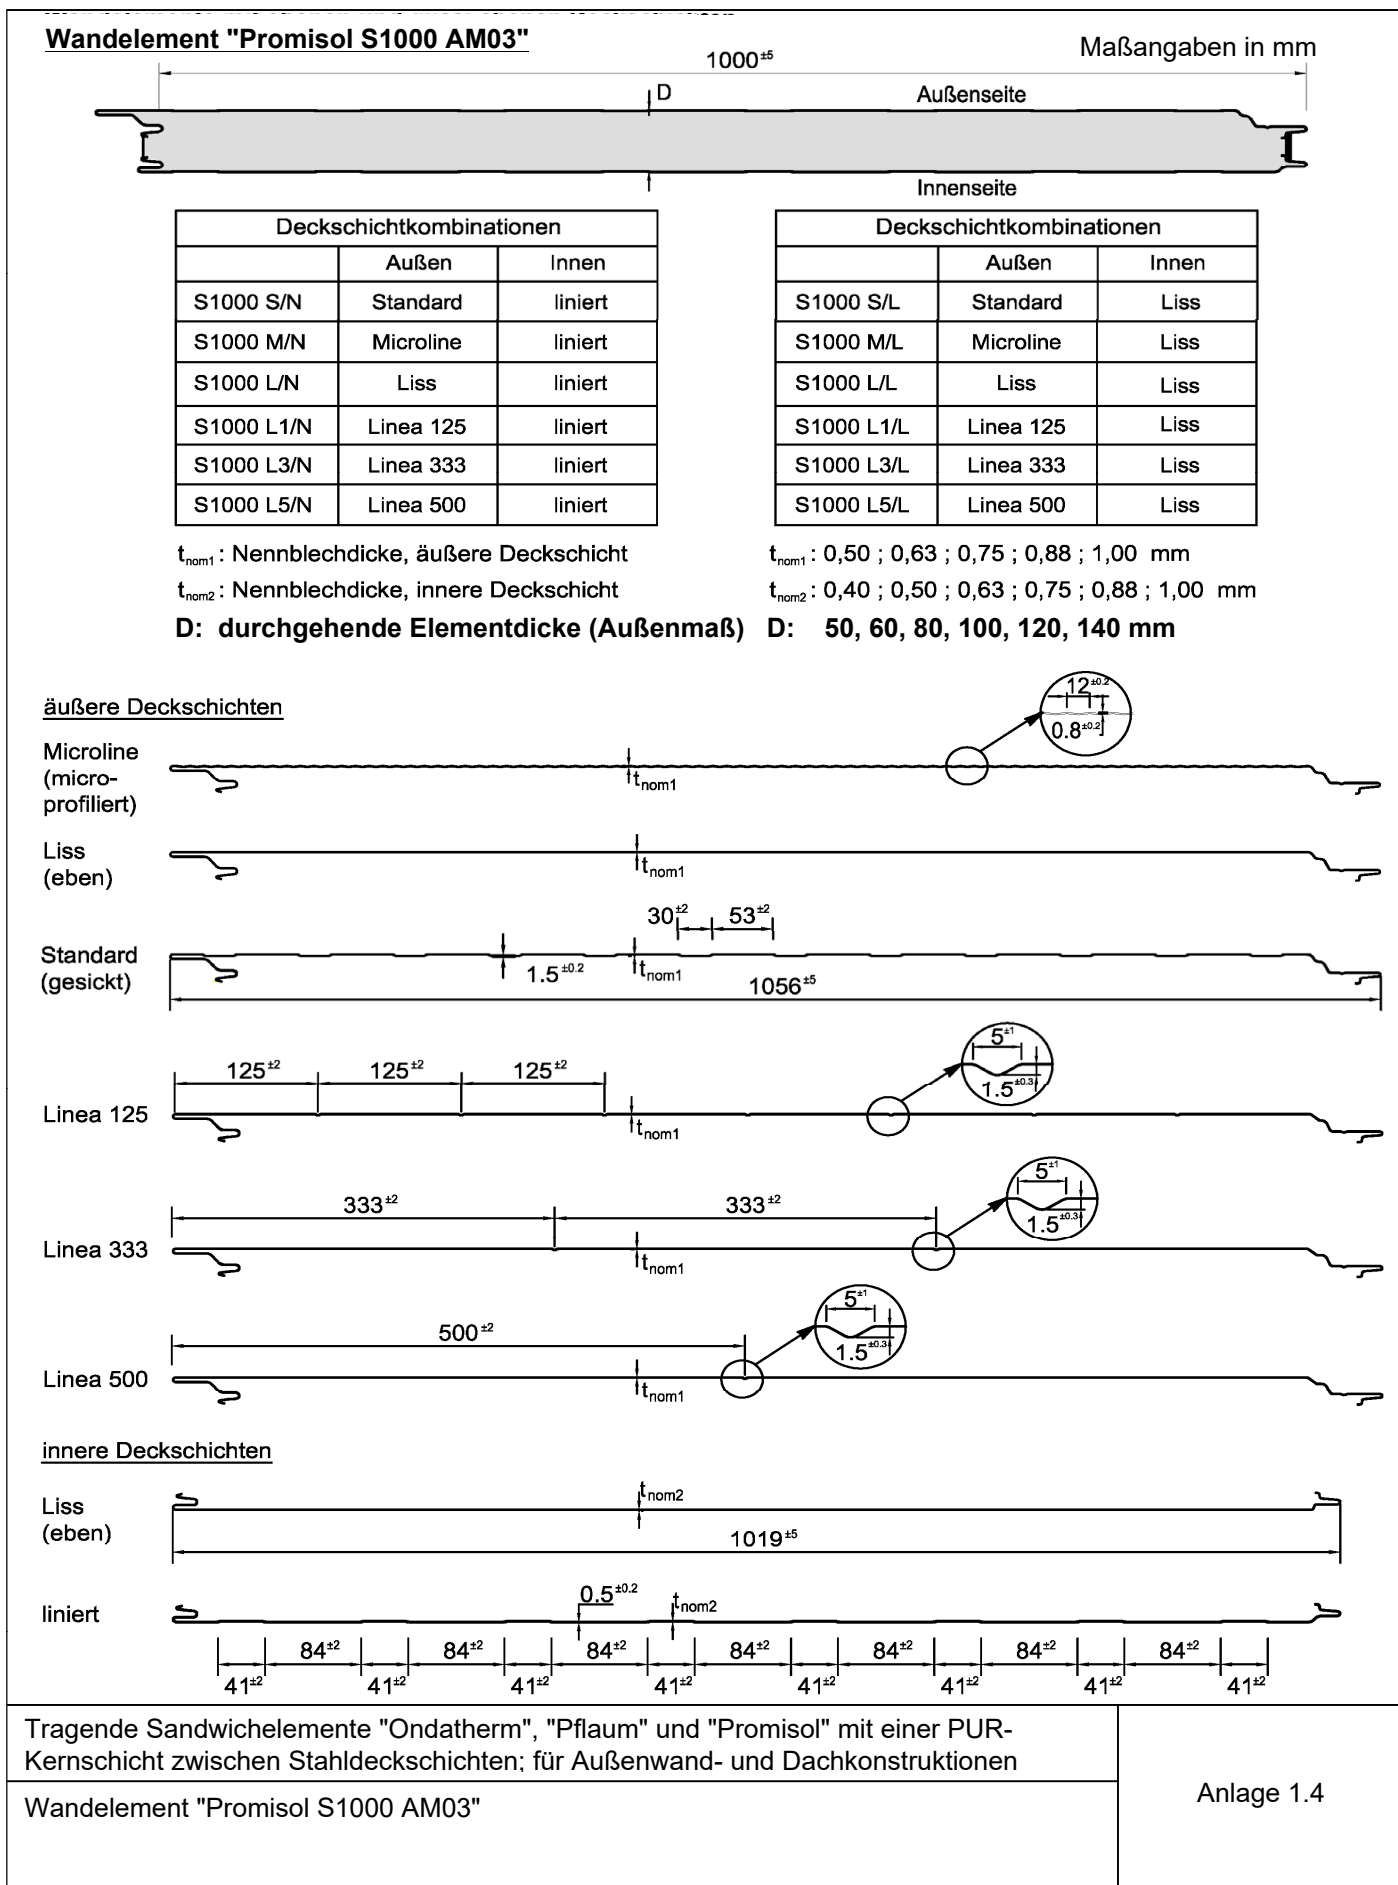 Wandelement "Promisol S1000 AM03"
Maßangaben in mm
1000±5
D
Außenseite
Innenseite
Deckschichtkombinationen
Außen Innen
S1000 S/N Standard liniert
S1000 M/N Microline liniert
S1000 L/N Liss liniert
S1000 L1/N Linea 125 liniert
S1000 L3/N Linea 333 liniert
S1000 L5/N Linea 500 liniert
Deckschichtkombinationen
Außen Innen
S1000 S/L Standard Liss
S1000 M/L Microline Liss
S1000 L/L Liss Liss
S1000 L1/L Linea 125 Liss
S1000 L3/L Linea 333 Liss
S1000 L5/L Linea 500 Liss
tnom1 : Nennblechdicke, äußere Deckschicht tnom1 : 0,50 ; 0,63 ; 0,75 ; 0,88 ; 1,00 mm
tnom2 : Nennblechdicke, innere Deckschicht tnom2 : 0,40 ; 0,50 ; 0,63 ; 0,75 ; 0,88 ; 1,00 mm
D: durchgehende Elementdicke (Außenmaß) D: 50, 60, 80, 100, 120, 140 mm
äußere Deckschichten
12±0.2
0.8±0.2
Microline
(micro-
profiliert)
tnom1
Liss
(eben)
tnom1
30±2 53±2
Standard
(gesickt)
1.5±0.2 tnom1
1056±5
125±2 125±2 125±2
5±1
1.5±0.3
Linea 125
tnom1
333±2 333±2
5±1
1.5±0.3
Linea 333
tnom1
500±2
5±1
1.5±0.3
Linea 500
tnom1
innere Deckschichten
Liss
(eben)
tnom2
1019±5
liniert
0.5±0.2 tnom2
84±2 84±2 84±2 84±2 84±2 84±2 84±2
41±2 41±2 41±2 41±2 41±2 41±2 41±2 41±2
Tragende Sandwichelemente "Ondatherm", "Pflaum" und "Promisol" mit einer PUR-
Kernschicht zwischen Stahldeckschichten; für Außenwand- und Dachkonstruktionen
Wandelement "Promisol S1000 AM03"
Anlage 1.4